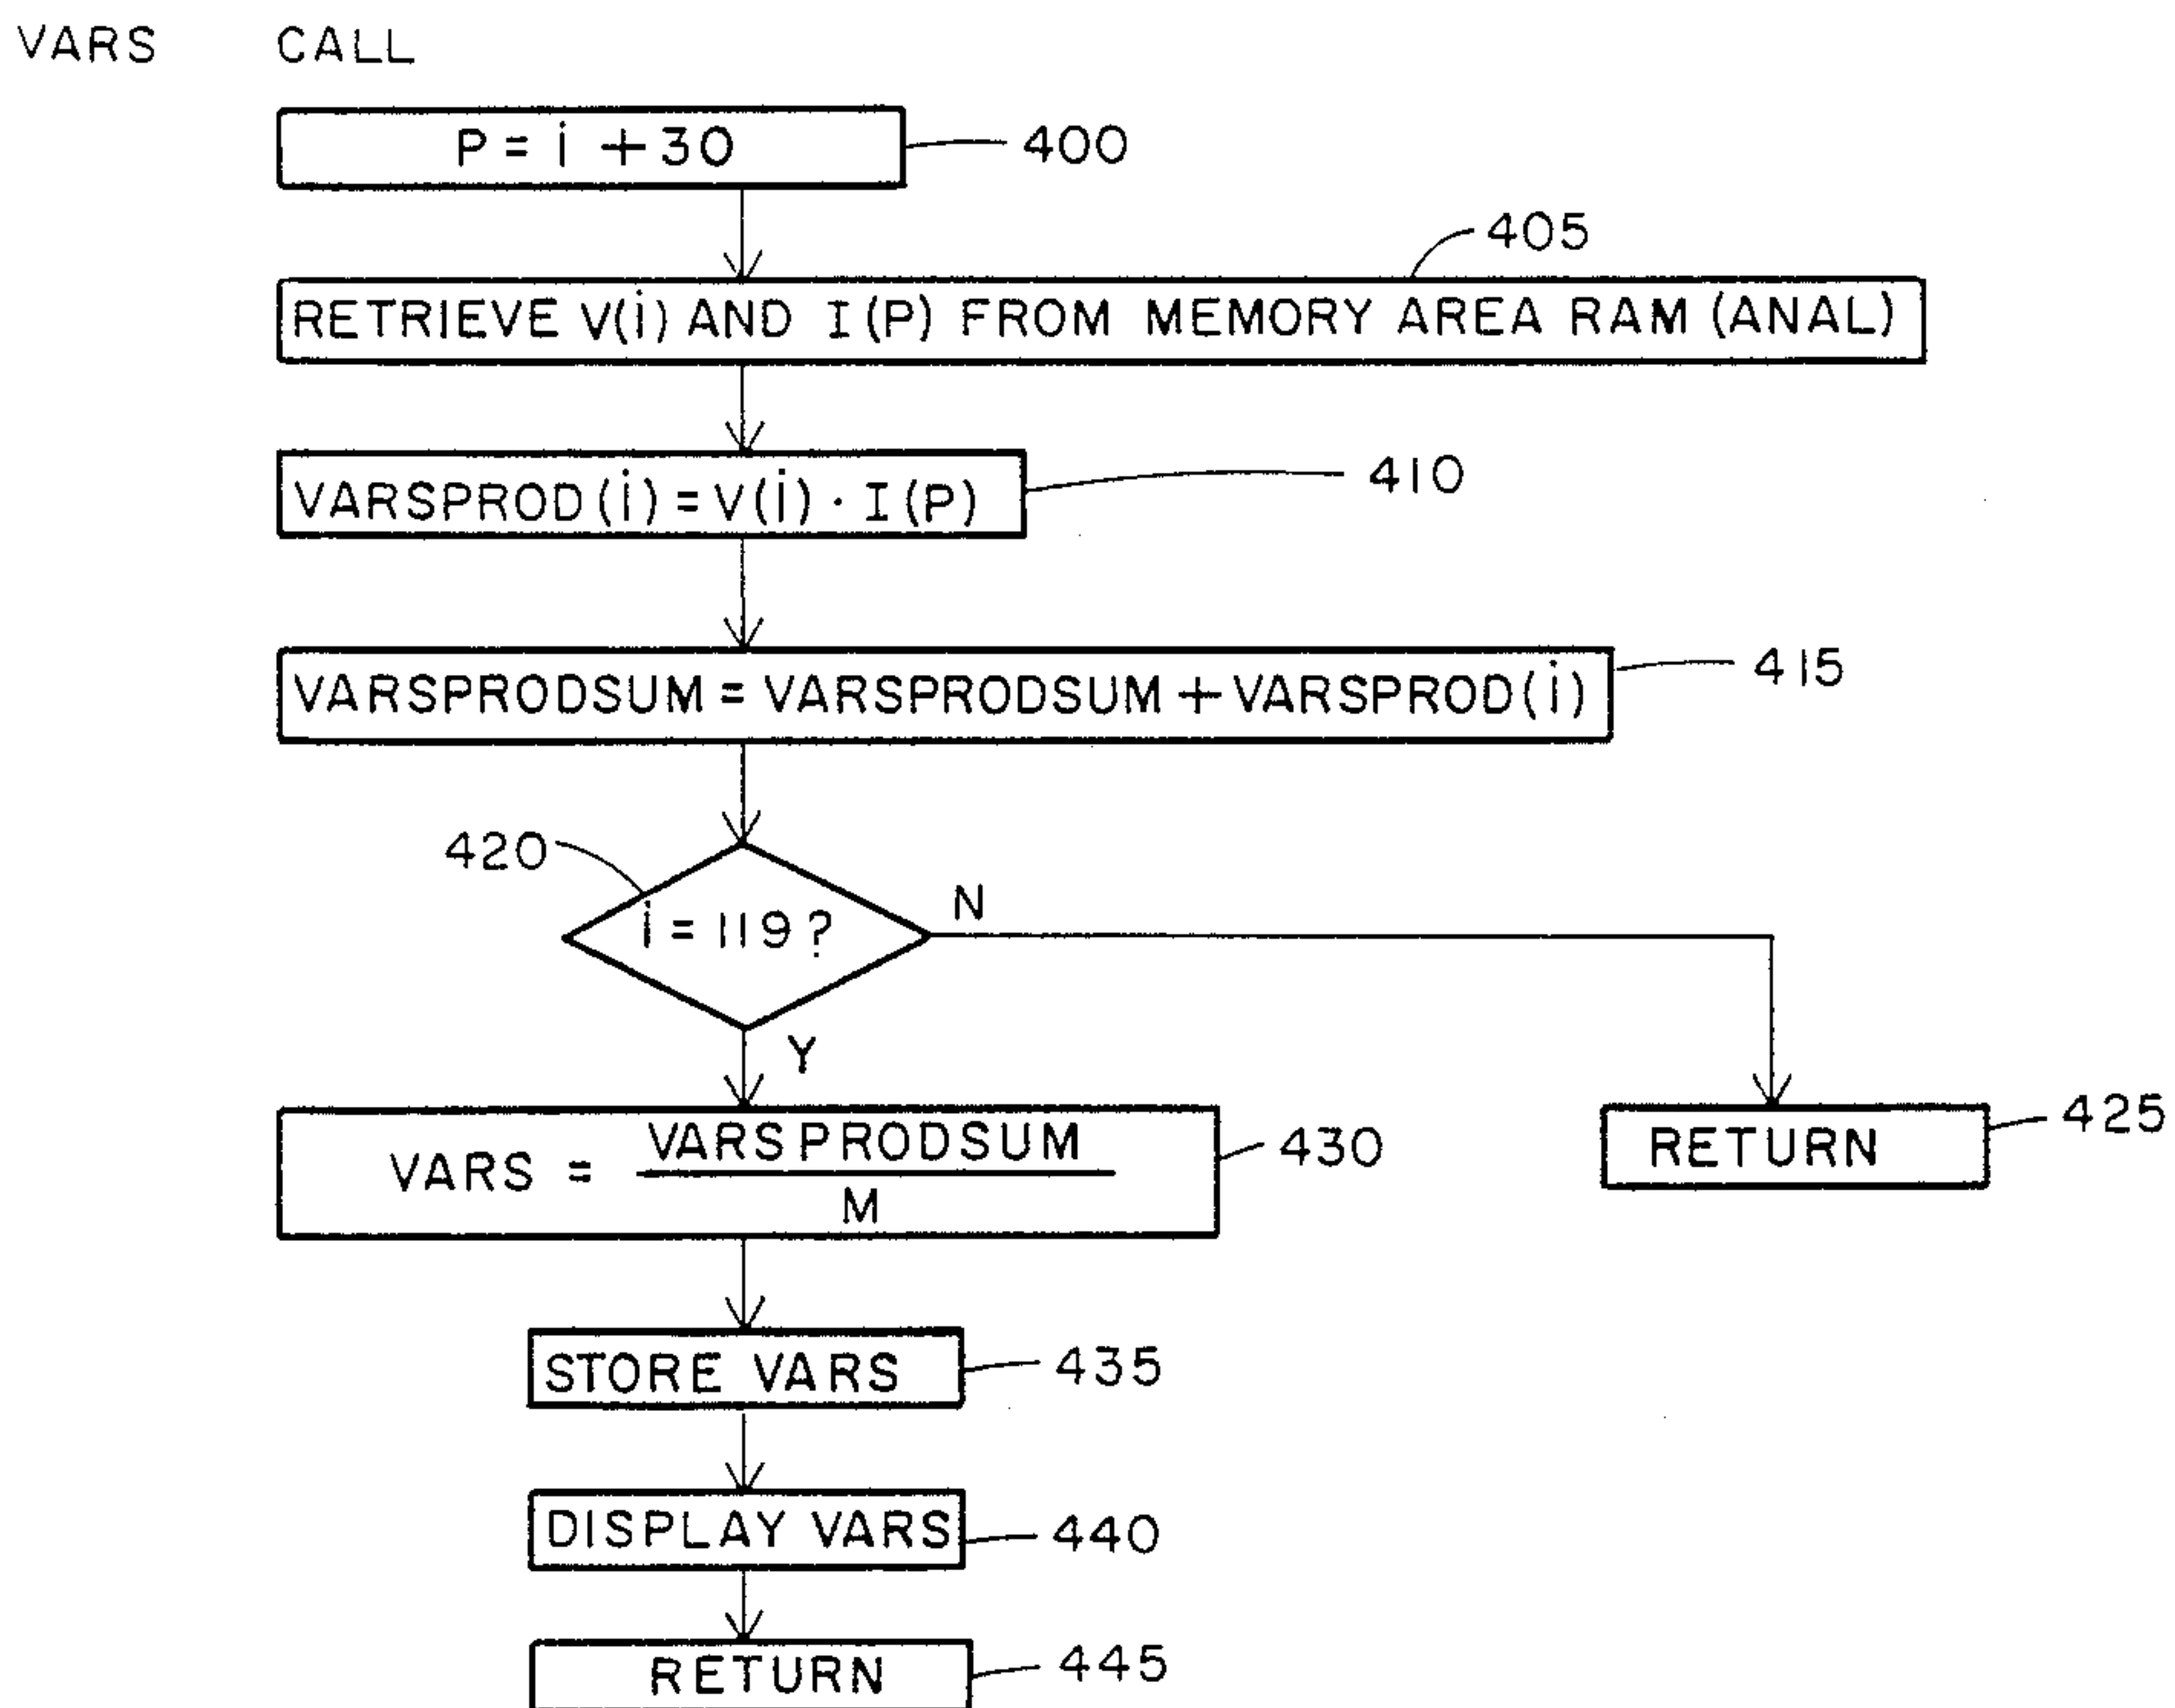 VARS CALL
P = i + 30
400
405
RETRIEVE V(i) AND I(P) FROM MEMORY AREA RAM (ANAL)
VARSPROD(i) = V(i) · I(P)
410
VARSPRODSUM = VARSPRODSUM + VARSPROD(i)
415
420
i = 119?
N
Y
VARS = VARSPRODSUM
M
430
RETURN
425
STORE VARS
435
DISPLAY VARS
440
RETURN
445